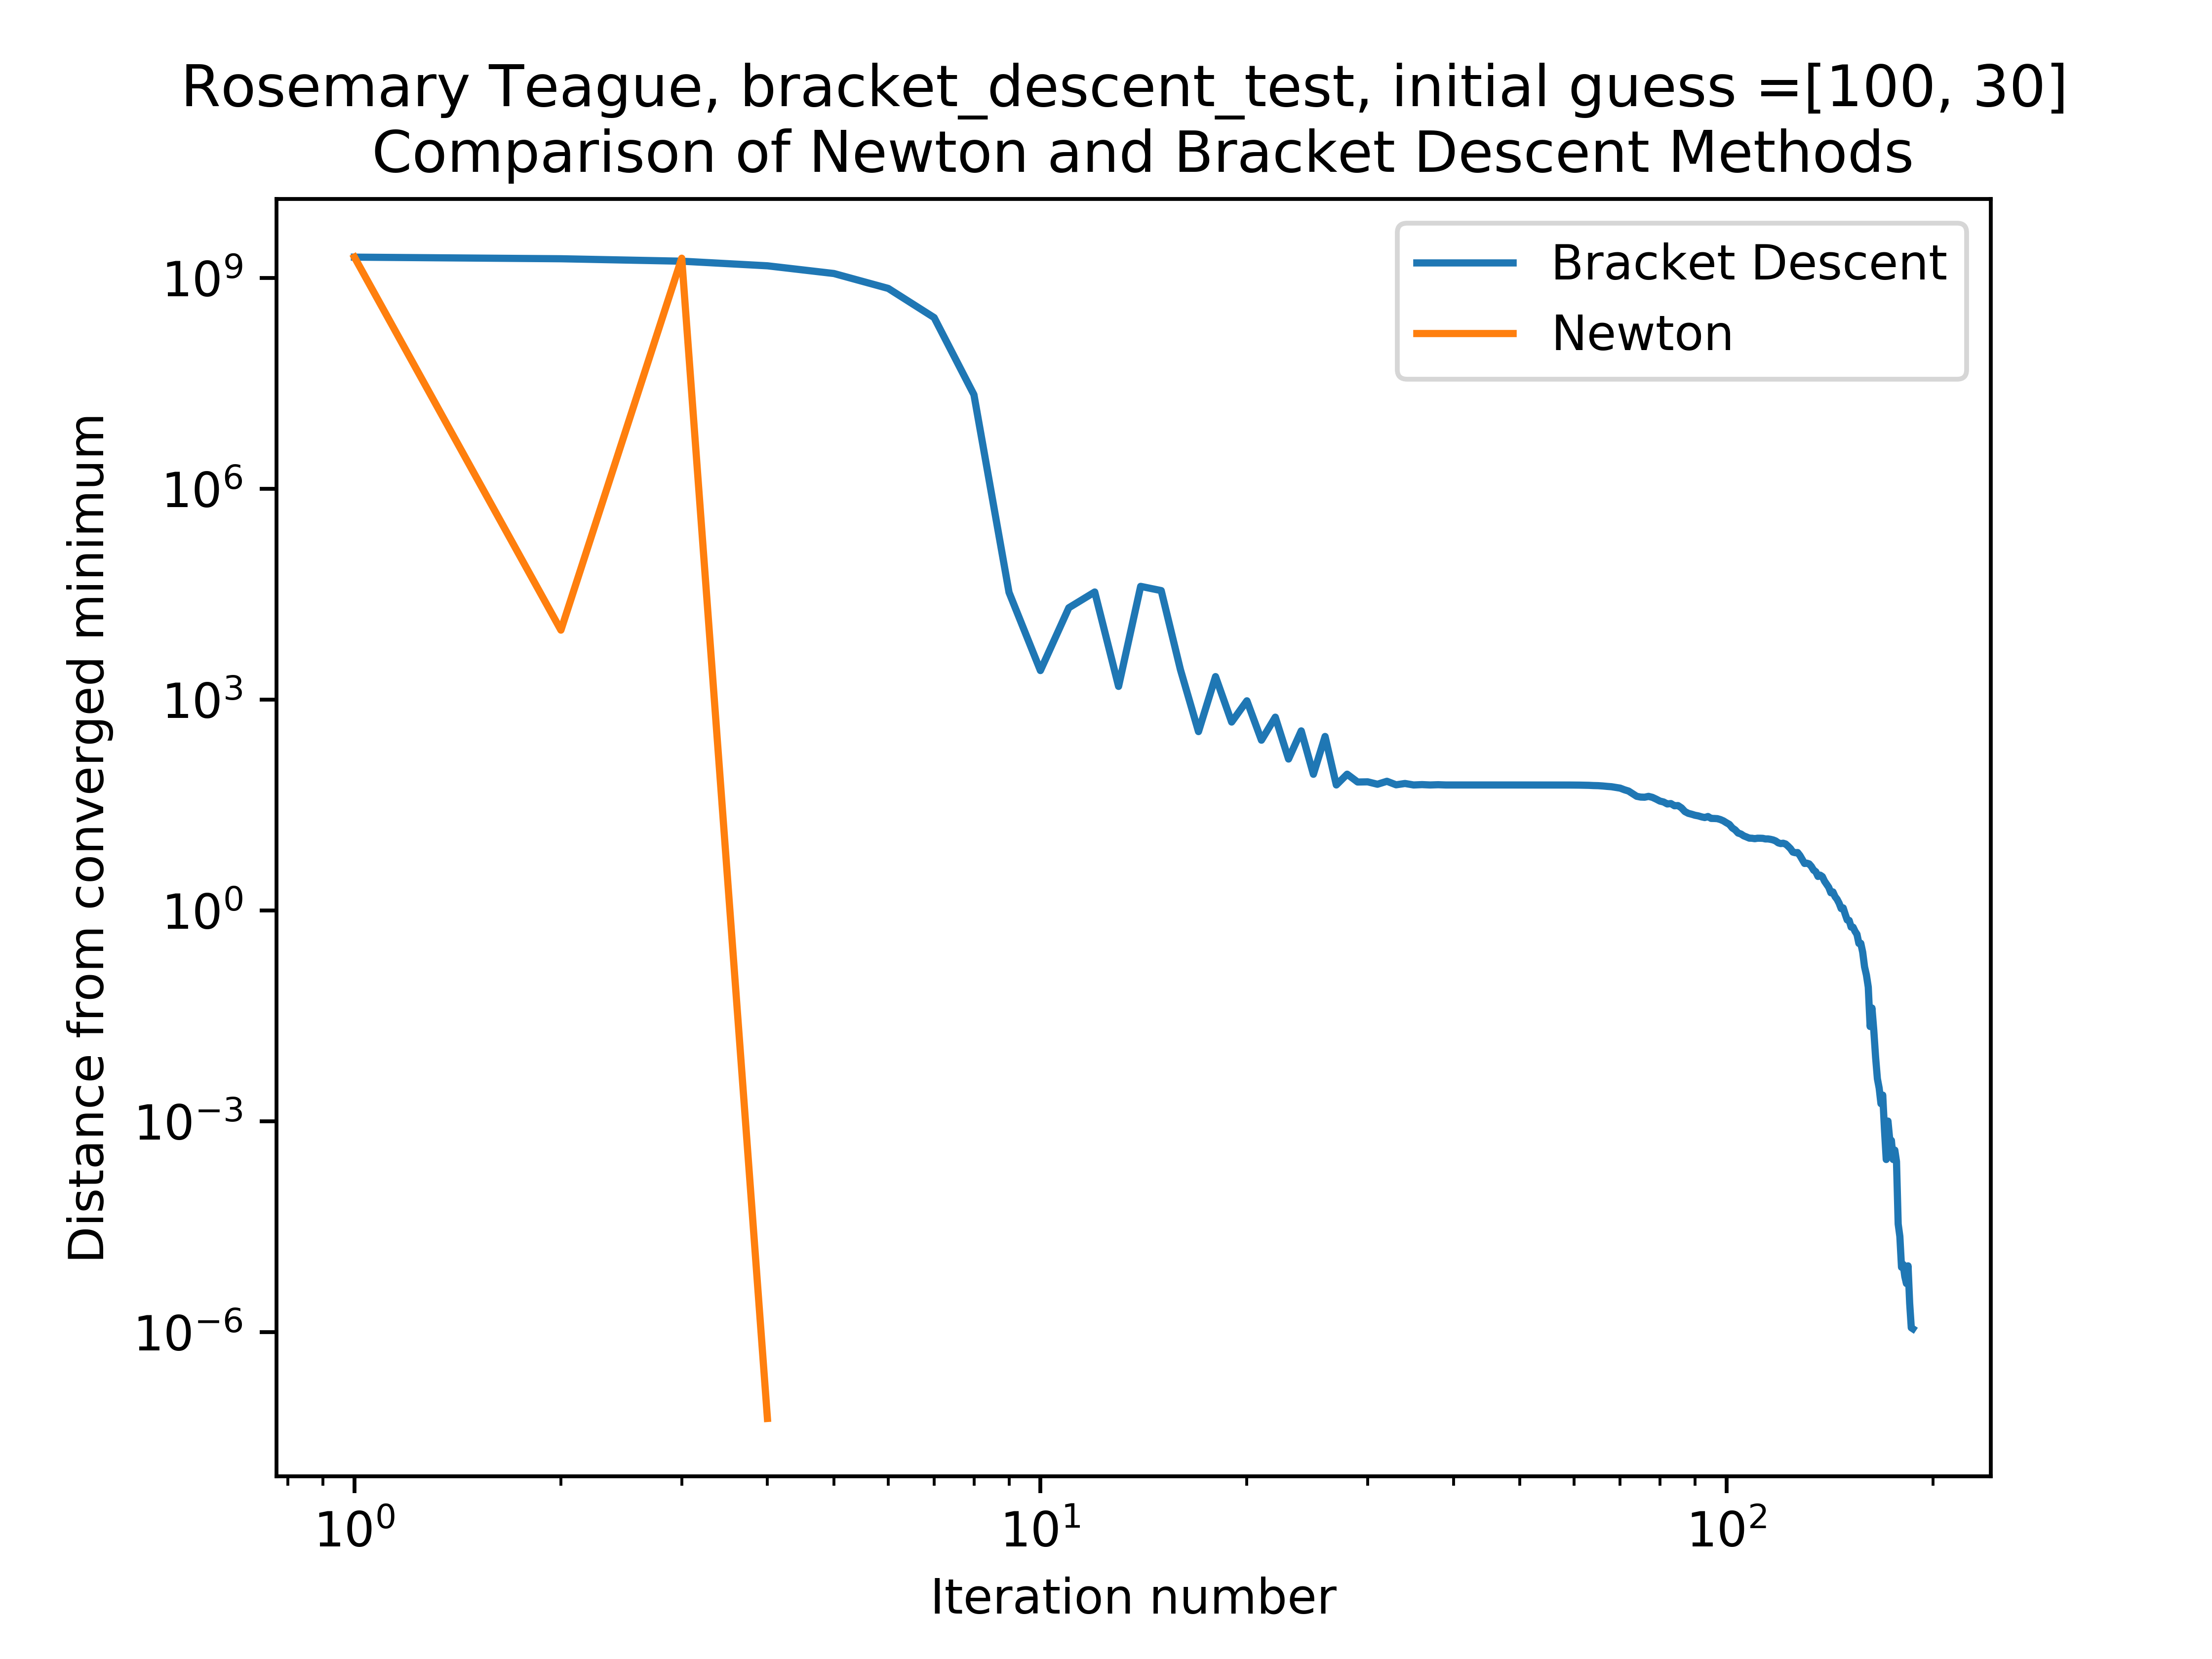 Rosemary Teague, bracket_descent_test, initial guess =[100, 30]
Comparison of Newton and Bracket Descent Methods
Bracket Descent
Newton
Distance from converged minimum
10⁹
10⁶
10³
10⁰
10⁻³
10⁻⁶
10⁰
10¹
10²
Iteration number